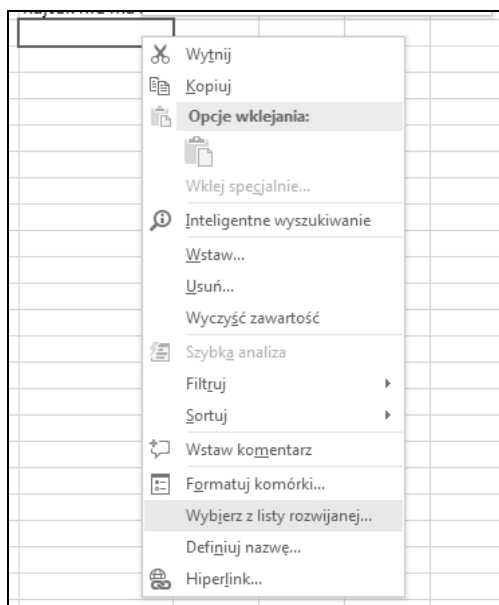 Wytnij
Kopiuj
Opcje wklejania:
Wklej specjalnie...
Inteligentne wyszukiwanie
Wstaw...
Usuń...
Wyczyść zawartość
Szybka analiza
Filtruj
Sortuj
Wstaw komentarz
Formatuj komórki...
Wybierz z listy rozwijanej...
Definiuj nazwę...
Hiperlink...